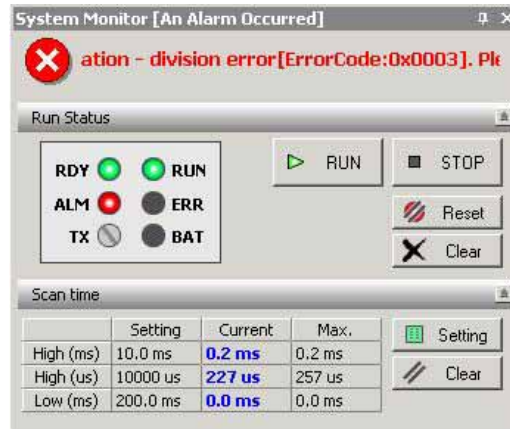 System Monitor [An Alarm Occurred]
ation - division error[ErrorCode:0x0003]. Ple
Run Status
RDY RUN
ALM ERR
TX BAT
RUN
STOP
Reset
Clear
Scan time
Setting Current Max.
High (ms) 10.0 ms 0.2 ms 0.2 ms
High (us) 10000 us 227 us 257 us
Low (ms) 200.0 ms 0.0 ms 0.0 ms
Setting
Clear